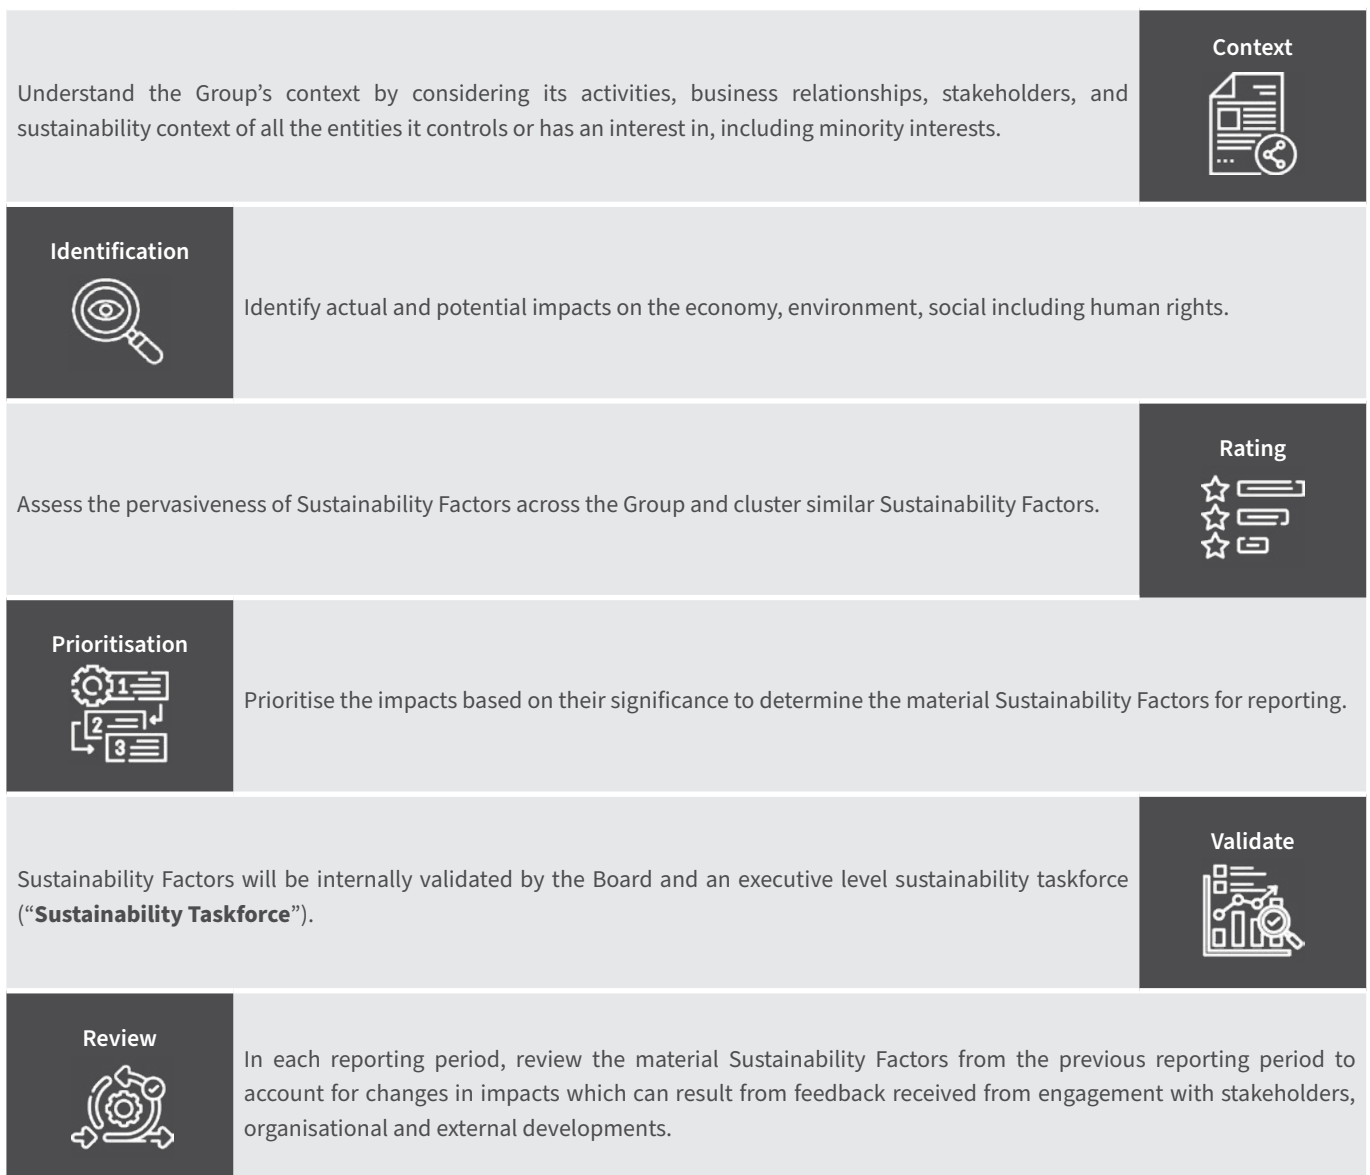 Context
Understand the Group's context by considering its activities, business relationships, stakeholders, and
sustainability context of all the entities it controls or has an interest in, including minority interests.
Identification
Identify actual and potential impacts on the economy, environment, social including human rights.
Rating
Assess the pervasiveness of Sustainability Factors across the Group and cluster similar Sustainability Factors.
Prioritisation
1
2
3
Prioritise the impacts based on their significance to determine the material Sustainability Factors for reporting.
Validate
Sustainability Factors will be internally validated by the Board and an executive level sustainability taskforce
(“Sustainability Taskforce”).
Review
In each reporting period, review the material Sustainability Factors from the previous reporting period to
account for changes in impacts which can result from feedback received from engagement with stakeholders,
organisational and external developments.